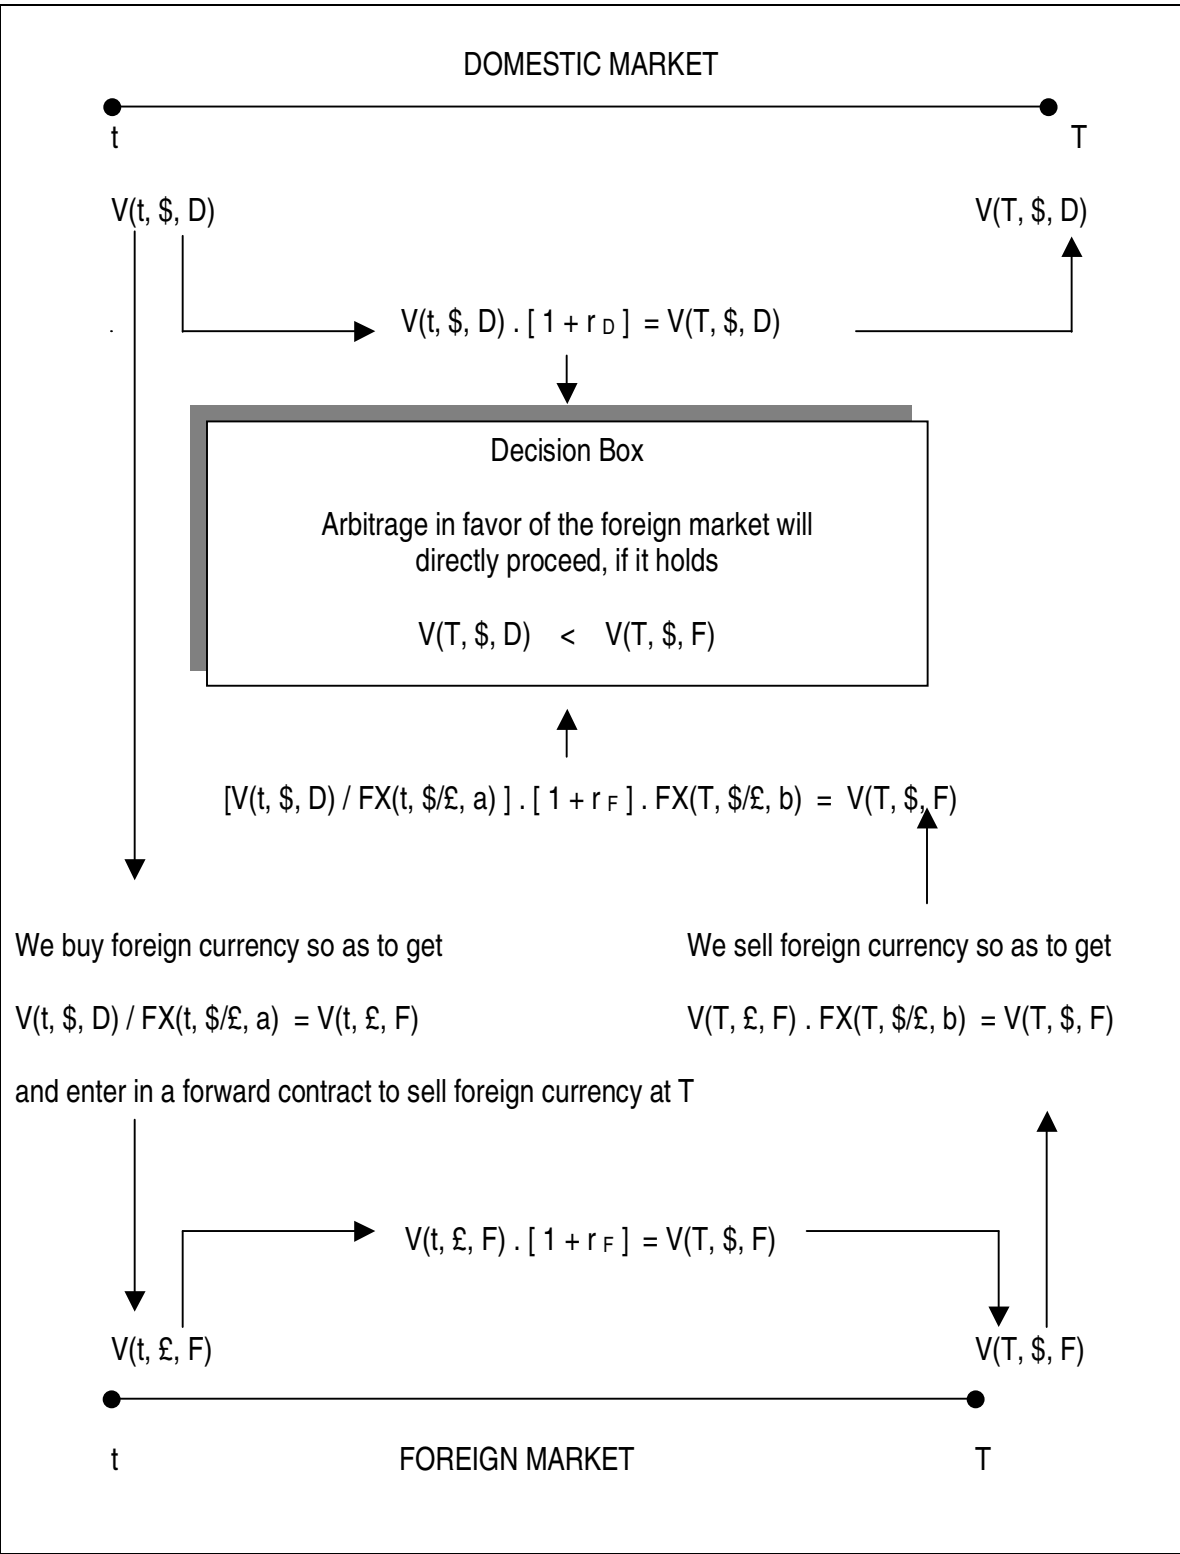 DOMESTIC MARKET
t T
V(t, $, D) V(T, $, D)
. V(t, $, D) . [ 1 + r D ] = V(T, $, D)
Decision Box
Arbitrage in favor of the foreign market will
directly proceed, if it holds
V(T, $, D) < V(T, $, F)
[V(t, $, D) / FX(t, $/£, a) ] . [ 1 + r F ] . FX(T, $/£, b) = V(T, $, F)
We buy foreign currency so as to get We sell foreign currency so as to get
V(t, $, D) / FX(t, $/£, a) = V(t, £, F) V(T, £, F) . FX(T, $/£, b) = V(T, $, F)
and enter in a forward contract to sell foreign currency at T
V(t, £, F) . [ 1 + r F ] = V(T, $, F)
V(t, £, F) V(T, $, F)
t FOREIGN MARKET T